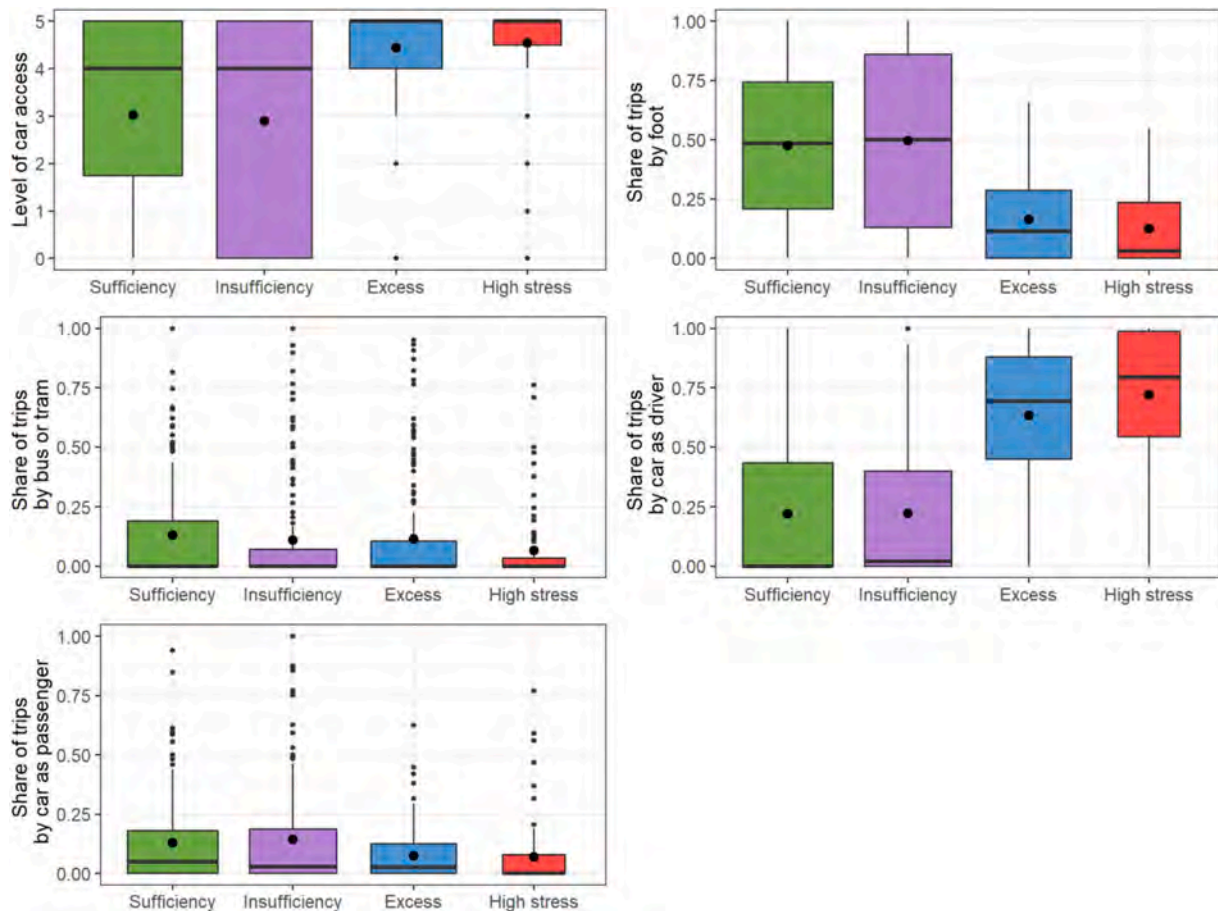 Level of car access
5
4
3
2
1
0
Sufficiency Insufficiency Excess High stress
Share of trips
by foot
1.00
0.75
0.50
0.25
0.00
Sufficiency Insufficiency Excess High stress
Share of trips
by bus or tram
1.00
0.75
0.50
0.25
0.00
Sufficiency Insufficiency Excess High stress
Share of trips
by car as driver
1.00
0.75
0.50
0.25
0.00
Sufficiency Insufficiency Excess High stress
Share of trips
by car as passenger
1.00
0.75
0.50
0.25
0.00
Sufficiency Insufficiency Excess High stress